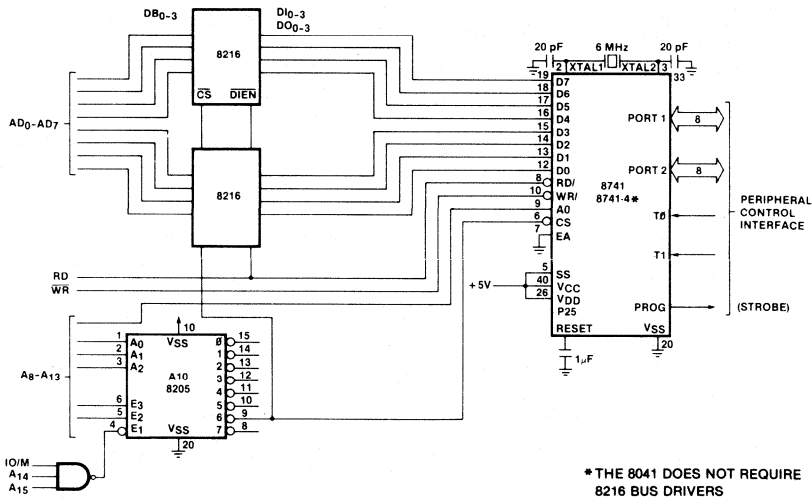 DB0–3
DI0–3
DO0–3
8216
CS
DIEN
AD0–AD7
8216
RD
WR
A8–A13
1 A0
2 A1
3 A2
6 E3
5 E2
4 E1
10
VSS
A10
8205
VSS
20
0 15
1 14
2 13
3 12
4 11
5 10
6 9
7 8
IO/M
A14
A15
20 pF
6 MHz
20 pF
2 XTAL1
XTAL2 3
33
19 D7
18 D6
17 D5
16 D4
15 D3
14 D2
13 D1
12 D0
8 RD/
10 WR/
9 A0
6 CS
7 EA
8741
8741-4*
+5V
5 SS
40 VCC
26 VDD
P25
RESET
VSS
20
1µF
PORT 1
8
PORT 2
8
T0
T1
PROG
(STROBE)
PERIPHERAL
CONTROL
INTERFACE
* THE 8041 DOES NOT REQUIRE
8216 BUS DRIVERS